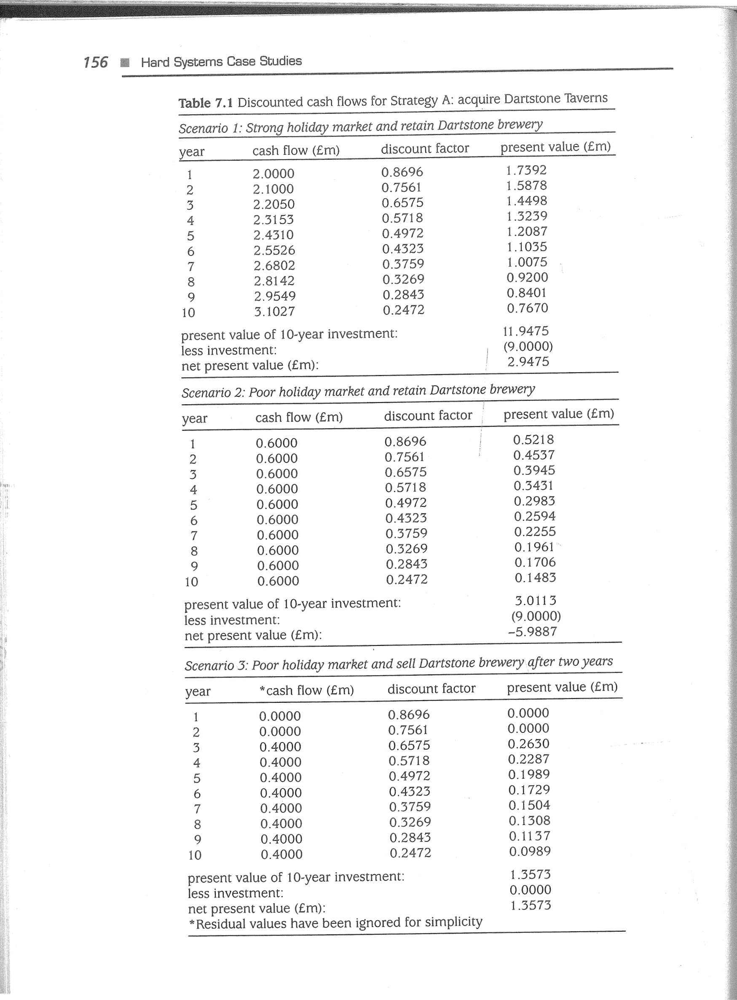 156 ■ Hard Systems Case Studies
Table 7.1 Discounted cash flows for Strategy A: acquire Dartstone Taverns
Scenario 1: Strong holiday market and retain Dartstone brewery
year cash flow (£m) discount factor present value (£m)
1 2.0000 0.8696 1.7392
2 2.1000 0.7561 1.5878
3 2.2050 0.6575 1.4498
4 2.3153 0.5718 1.3239
5 2.4310 0.4972 1.2087
6 2.5526 0.4323 1.1035
7 2.6802 0.3759 1.0075
8 2.8142 0.3269 0.9200
9 2.9549 0.2843 0.8401
10 3.1027 0.2472 0.7670
present value of 10-year investment: 11.9475
less investment: (9.0000)
net present value (£m): 2.9475
Scenario 2: Poor holiday market and retain Dartstone brewery
year cash flow (£m) discount factor present value (£m)
1 0.6000 0.8696 0.5218
2 0.6000 0.7561 0.4537
3 0.6000 0.6575 0.3945
4 0.6000 0.5718 0.3431
5 0.6000 0.4972 0.2983
6 0.6000 0.4323 0.2594
7 0.6000 0.3759 0.2255
8 0.6000 0.3269 0.1961
9 0.6000 0.2843 0.1706
10 0.6000 0.2472 0.1483
present value of 10-year investment: 3.0113
less investment: (9.0000)
net present value (£m): −5.9887
Scenario 3: Poor holiday market and sell Dartstone brewery after two years
year *cash flow (£m) discount factor present value (£m)
1 0.0000 0.8696 0.0000
2 0.0000 0.7561 0.0000
3 0.4000 0.6575 0.2630
4 0.4000 0.5718 0.2287
5 0.4000 0.4972 0.1989
6 0.4000 0.4323 0.1729
7 0.4000 0.3759 0.1504
8 0.4000 0.3269 0.1308
9 0.4000 0.2843 0.1137
10 0.4000 0.2472 0.0989
present value of 10-year investment: 1.3573
less investment: 0.0000
net present value (£m): 1.3573
*Residual values have been ignored for simplicity